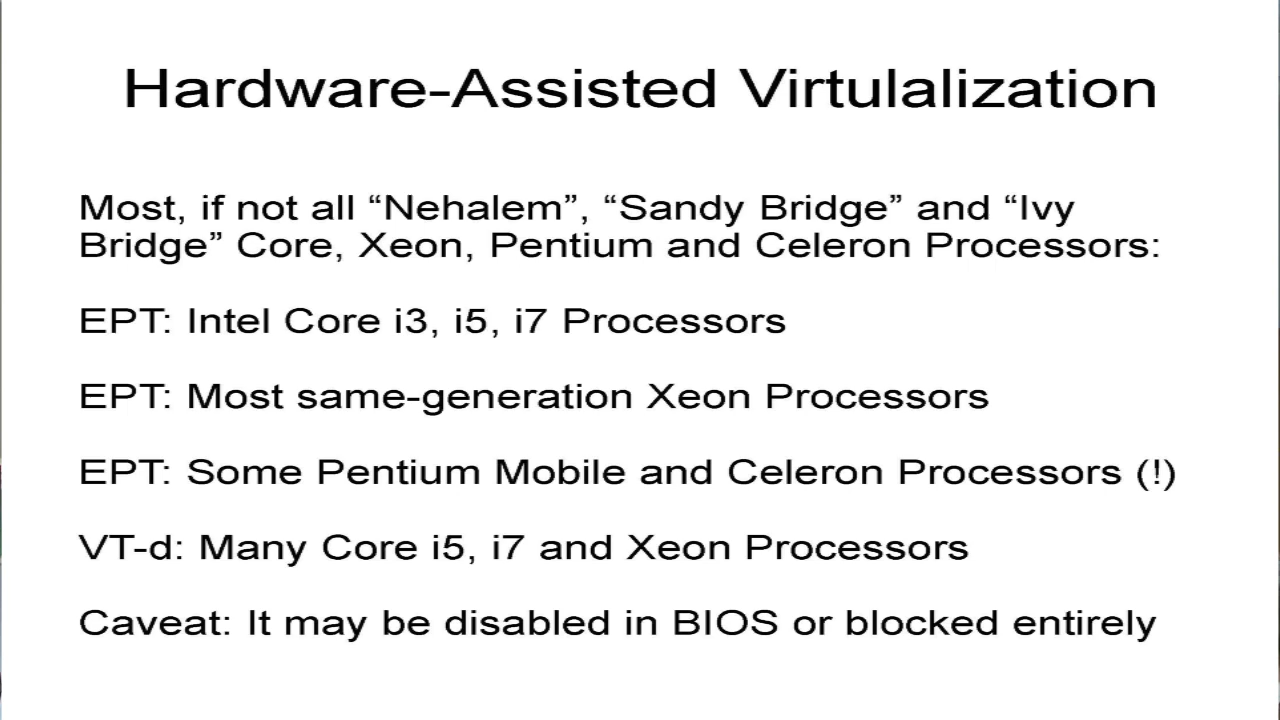 Hardware-Assisted Virtulalization
Most, if not all “Nehalem”, “Sandy Bridge” and “Ivy
Bridge” Core, Xeon, Pentium and Celeron Processors:
EPT: Intel Core i3, i5, i7 Processors
EPT: Most same-generation Xeon Processors
EPT: Some Pentium Mobile and Celeron Processors (!)
VT-d: Many Core i5, i7 and Xeon Processors
Caveat: It may be disabled in BIOS or blocked entirely